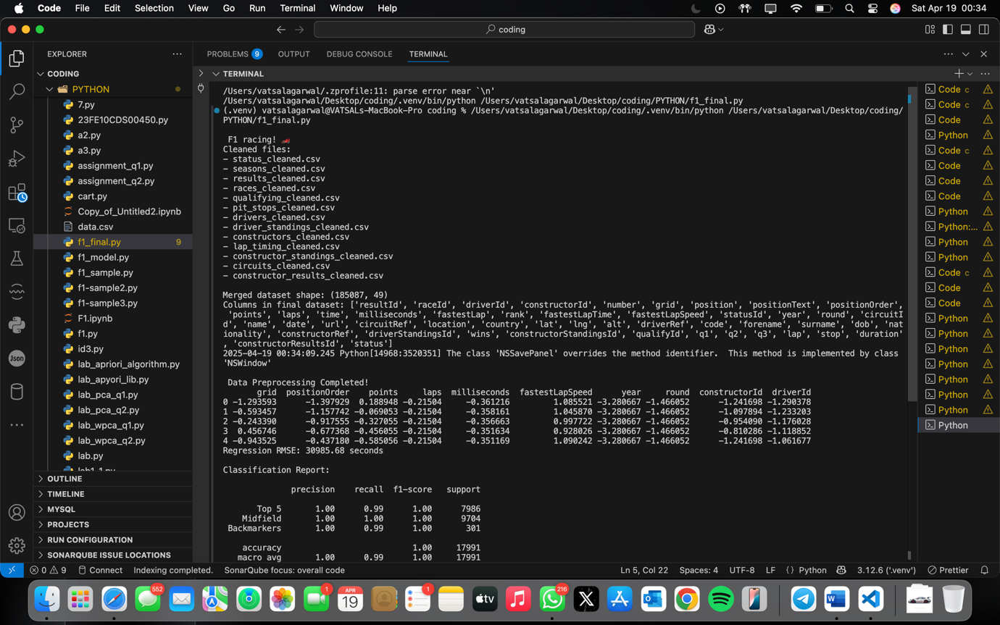 Code File Edit Selection View Go Run Terminal Window Help Sat Apr 19 00:34
coding
EXPLORER
CODING
PYTHON
7.py
23FE10CDS00450.py
a2.py
a3.py
assignment_q1.py
assignment_q2.py
cart.py
Copy_of_Untitled2.ipynb
data.csv
f1_final.py 9
f1_model.py
f1_sample.py
f1-sample2.py
f1-sample3.py
F1.ipynb
f1.py
id3.py
lab_apriori_algorithm.py
lab_apyori_lib.py
lab_pca_q1.py
lab_pca_q2.py
lab_wpca_q1.py
lab_wpca_q2.py
lab.py
lab1-1.py
OUTLINE
TIMELINE
MYSQL
PROJECTS
RUN CONFIGURATION
SONARQUBE ISSUE LOCATIONS
Json
PROBLEMS 9 OUTPUT DEBUG CONSOLE TERMINAL
TERMINAL
/Users/vatsalagarwal/.zprofile:11: parse error near `\n'
/Users/vatsalagarwal/Desktop/coding/.venv/bin/python /Users/vatsalagarwal/Desktop/coding/PYTHON/f1_final.py
(.venv) vatsalagarwal@VATSALs-MacBook-Pro coding % /Users/vatsalagarwal/Desktop/coding/.venv/bin/python /Users/vatsalagarwal/Desktop/coding/
PYTHON/f1_final.py
F1 racing! 🏎️
Cleaned files:
- status_cleaned.csv
- seasons_cleaned.csv
- results_cleaned.csv
- races_cleaned.csv
- qualifying_cleaned.csv
- pit_stops_cleaned.csv
- drivers_cleaned.csv
- driver_standings_cleaned.csv
- constructors_cleaned.csv
- lap_timing_cleaned.csv
- constructor_standings_cleaned.csv
- circuits_cleaned.csv
- constructor_results_cleaned.csv
Merged dataset shape: (185087, 49)
Columns in final dataset: ['resultId', 'raceId', 'driverId', 'constructorId', 'number', 'grid', 'position', 'positionText', 'positionOrder',
'points', 'laps', 'time', 'milliseconds', 'fastestLap', 'rank', 'fastestLapTime', 'fastestLapSpeed', 'statusId', 'year', 'round', 'circuitI
d', 'name', 'date', 'url', 'circuitRef', 'location', 'country', 'lat', 'lng', 'alt', 'driverRef', 'code', 'forename', 'surname', 'dob', 'nat
ionality', 'constructorRef', 'driverStandingsId', 'wins', 'constructorStandingsId', 'qualifyId', 'q1', 'q2', 'q3', 'lap', 'stop', 'duration'
, 'constructorResultsId', 'status']
2025-04-19 00:34:09.245 Python[14968:3520351] The class 'NSSavePanel' overrides the method identifier. This method is implemented by class
'NSWindow'
Data Preprocessing Completed!
grid positionOrder points laps milliseconds fastestLapSpeed year round constructorId driverId
0 -1.293593 -1.397929 0.188948 -0.21504 -0.361216 1.085521 -3.280667 -1.466052 -1.241698 -1.290378
1 -0.593457 -1.157742 -0.069053 -0.21504 -0.358161 1.045870 -3.280667 -1.466052 -1.097894 -1.233203
2 -0.243390 -0.917555 -0.327055 -0.21504 -0.356663 0.997722 -3.280667 -1.466052 -0.954090 -1.176028
3 0.456746 -0.677368 -0.456055 -0.21504 -0.351634 0.928026 -3.280667 -1.466052 -0.810286 -1.118852
4 -0.943525 -0.437180 -0.585056 -0.21504 -0.351169 1.090242 -3.280667 -1.466052 -1.241698 -1.061677
Regression RMSE: 30985.68 seconds
Classification Report:
precision recall f1-score support
Top 5 1.00 0.99 1.00 7986
Midfield 1.00 1.00 1.00 9704
Backmarkers 1.00 0.99 1.00 301
accuracy 1.00 17991
macro avg 1.00 0.99 1.00 17991
Code c
Code c
Code
Python
Code c
Code
Code
Code
Python
Python:...
Python
Python
Code c
Code
Code
Python
Python
Python
Python
Python
Python
Python
Python
0 9 Connect Indexing completed. SonarQube focus: overall code Ln 5, Col 22 Spaces: 4 UTF-8 LF {} Python 3.12.6 ('.venv') Prettier
552 1 APR 19 1 tv 216